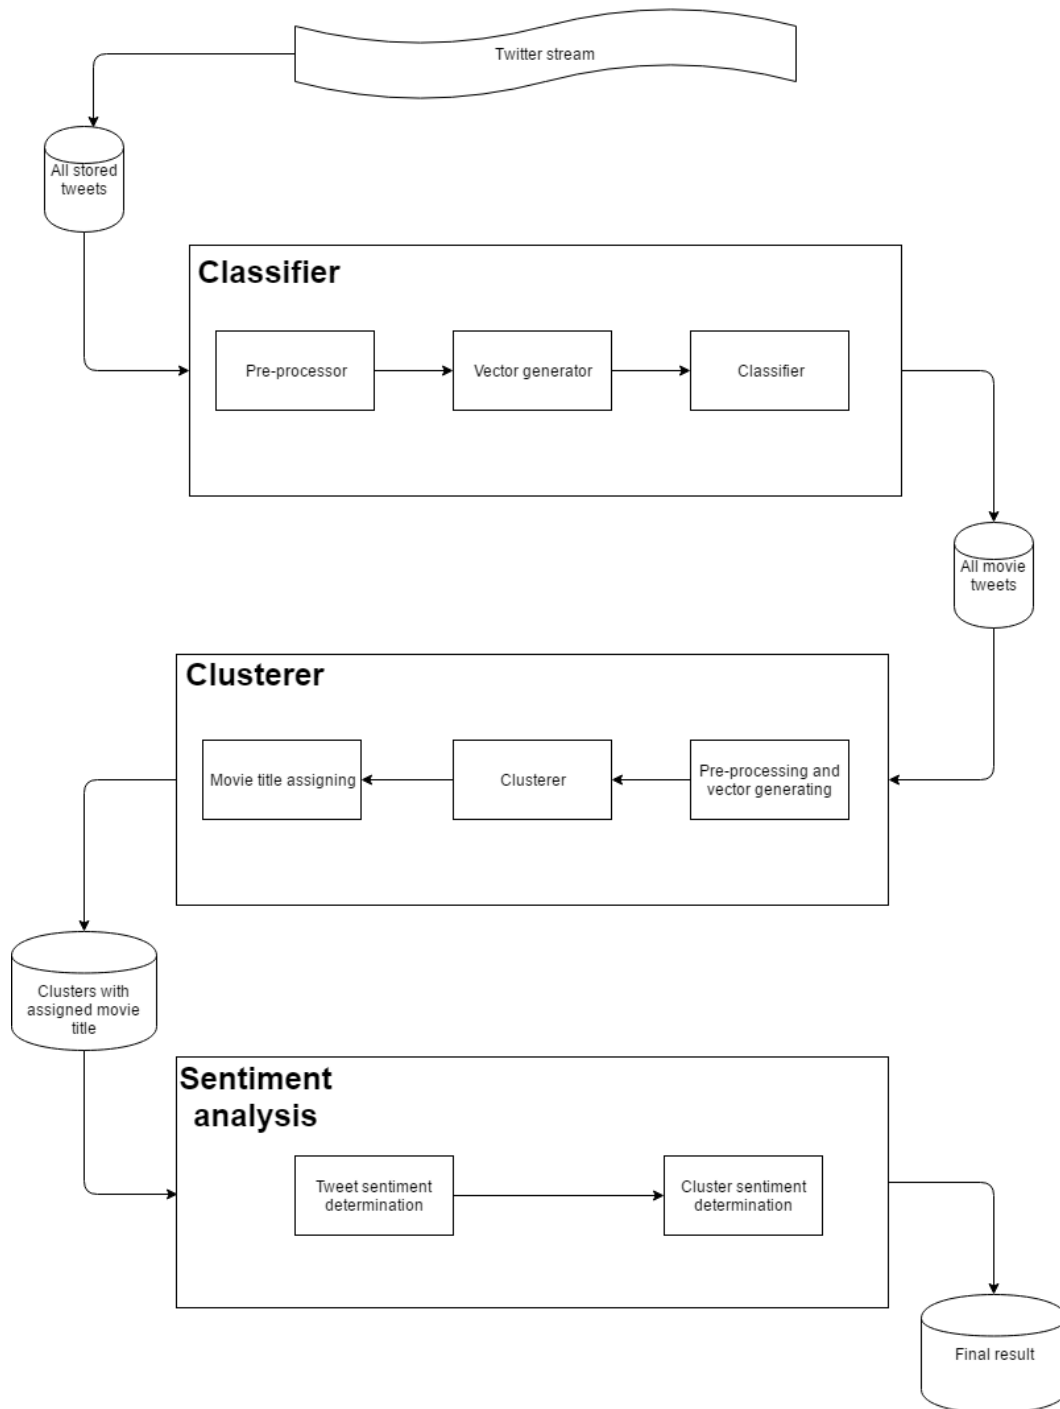 Twitter stream
All stored
tweets
Classifier
Pre-processor
Vector generator
Classifier
All movie
tweets
Clusterer
Movie title assigning
Clusterer
Pre-processing and
vector generating
Clusters with
assigned movie
title
Sentiment
analysis
Tweet sentiment
determination
Cluster sentiment
determination
Final result